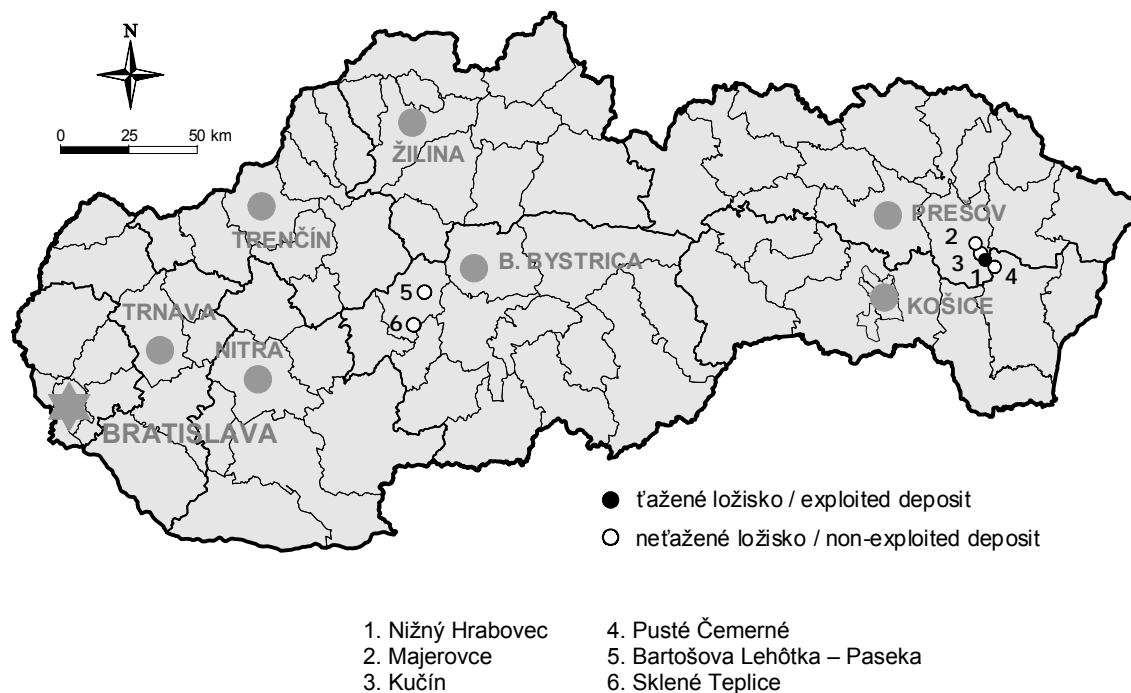 N
0 25 50 km
ŽILINA
TRENČÍN
PREŠOV
2
3
1 4
B. BYSTRICA
5
6
KOŠICE
TRNAVA
NITRA
BRATISLAVA
ťažené ložisko / exploited deposit
neťažené ložisko / non-exploited deposit
1. Nižný Hrabovec
2. Majerovce
3. Kučín
4. Pusté Čemerné
5. Bartošova Lehôtka – Paseka
6. Sklené Teplice